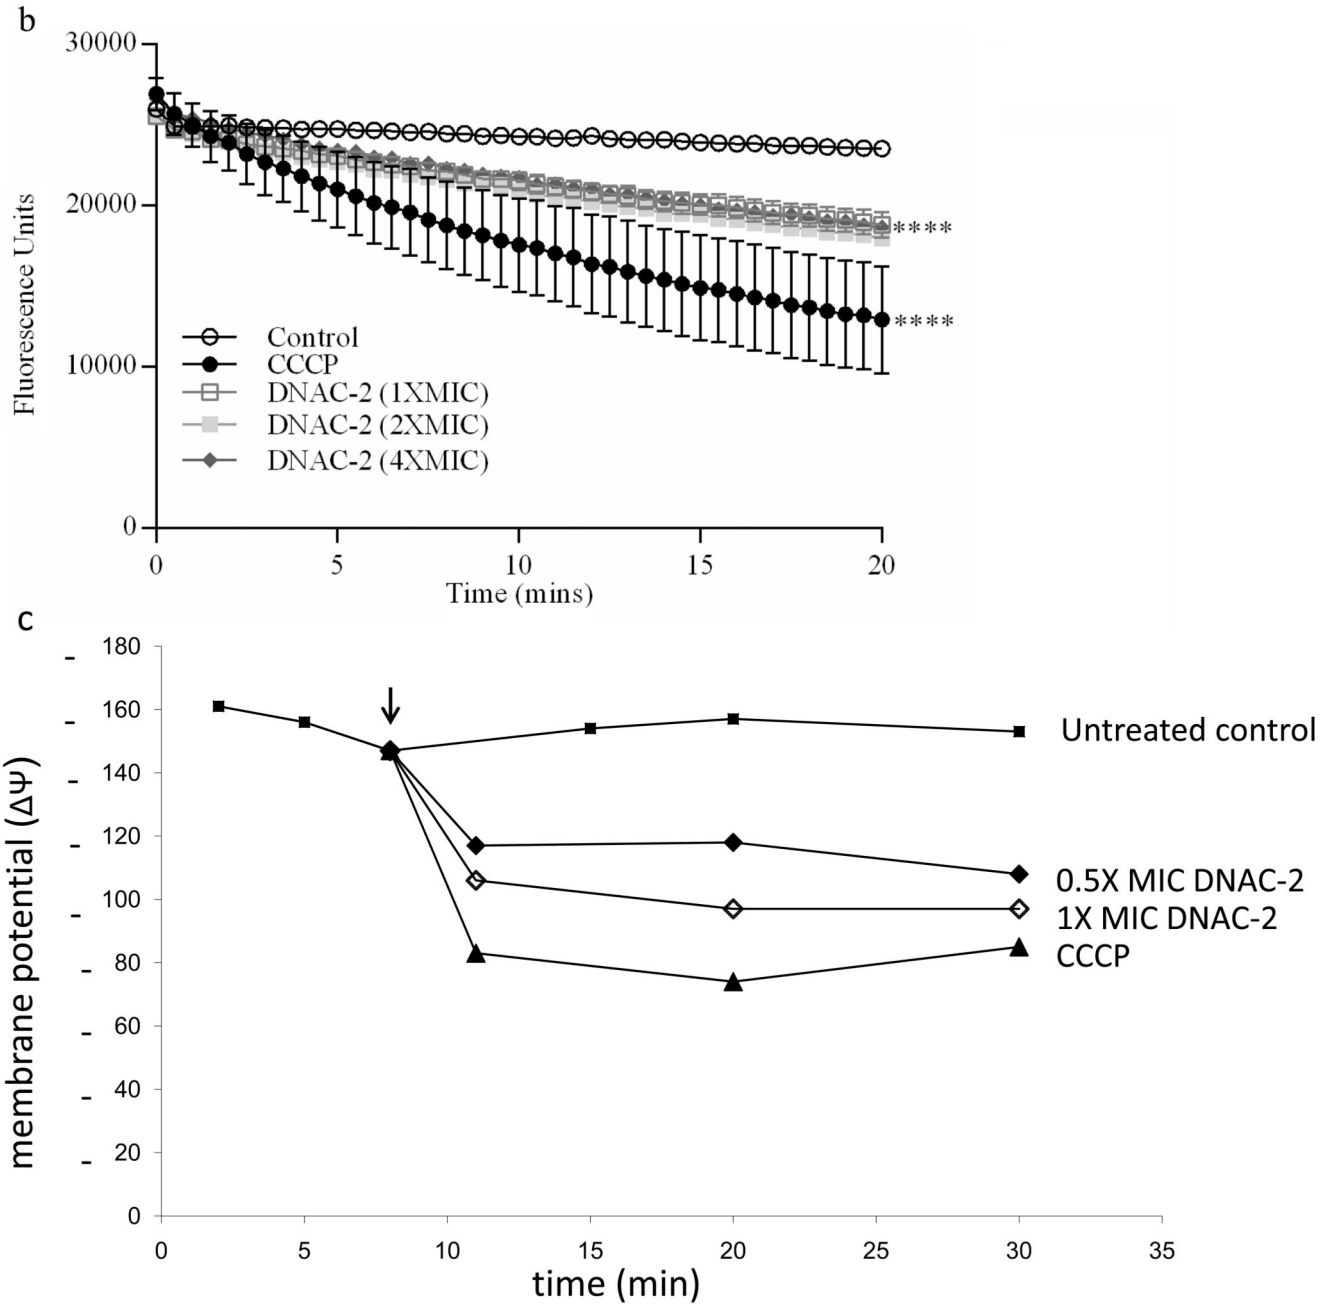 b
30000
20000
10000
0
Fluorescence Units
Control
CCCP
DNAC-2 (1XMIC)
DNAC-2 (2XMIC)
DNAC-2 (4XMIC)
****
****
0 5 10 15 20
Time (mins)
c
- 180
- 160
- 140
- 120
- 100
- 80
- 60
- 40
- 20
0
membrane potential (ΔΨ)
Untreated control
0.5X MIC DNAC-2
1X MIC DNAC-2
CCCP
0 5 10 15 20 25 30 35
time (min)